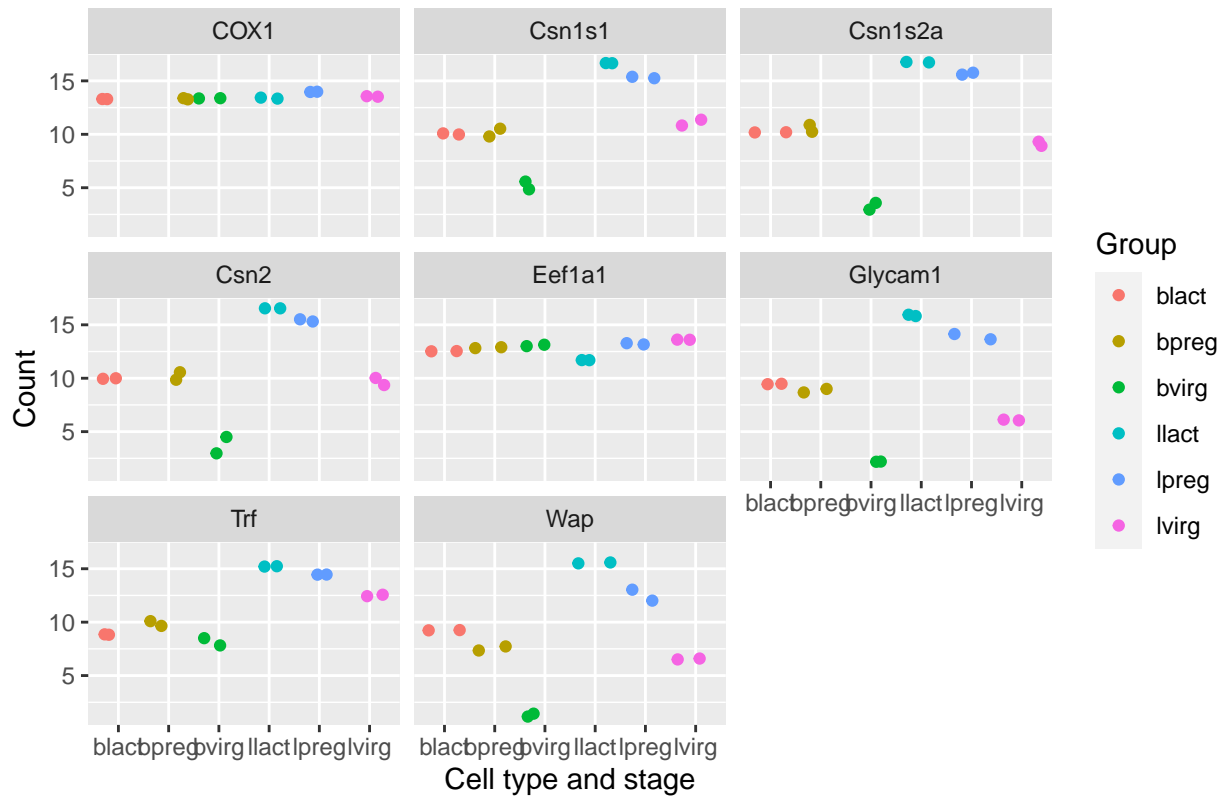 COX1
Csn1s1
Csn1s2a
15
10
5
Csn2
Eef1a1
Glycam1
15
10
5
blact bpreg bvirg llact lpreg lvirg
Trf
Wap
15
10
5
blact bpreg bvirg llact lpreg lvirg
blact bpreg bvirg llact lpreg lvirg
Count
Cell type and stage
Group
blact
bpreg
bvirg
llact
lpreg
lvirg